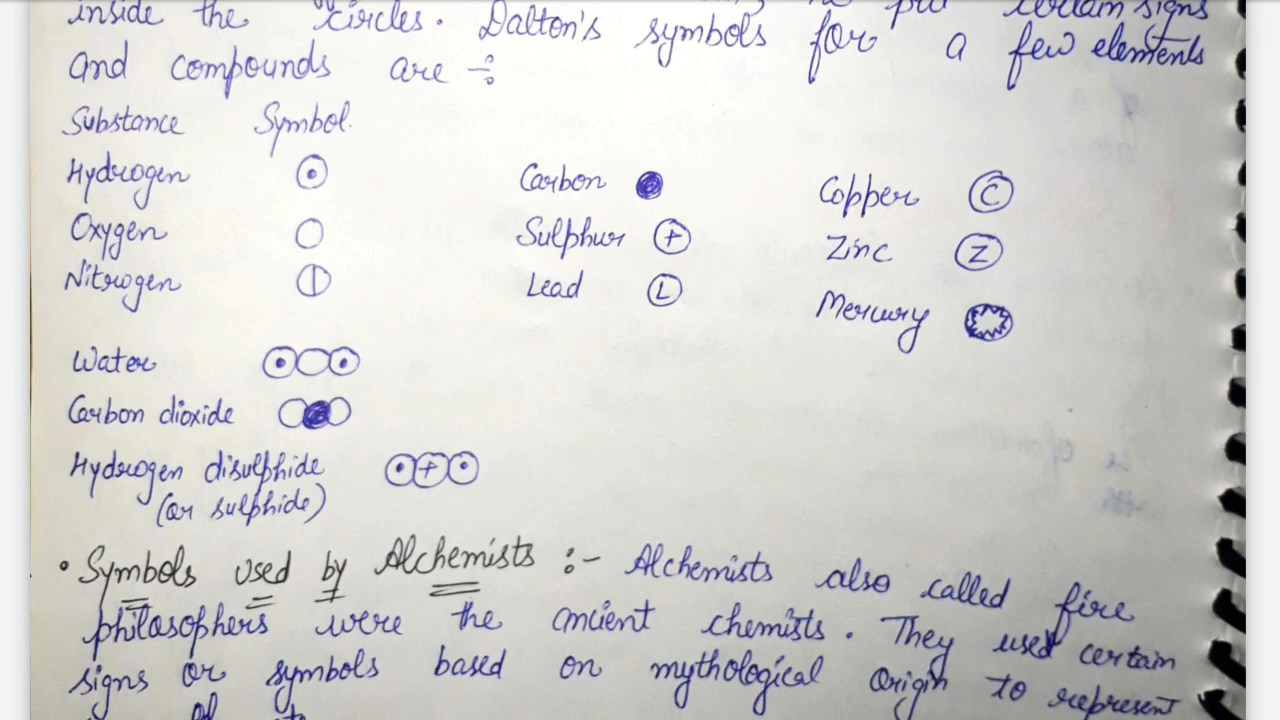 inside the circles. Dalton's symbols for a few elements
and compounds are :-
Substance Symbol.
Hydrogen
Oxygen
Nitrogen
Carbon
Sulphur +
Lead L
Copper C
Zinc Z
Mercury
Water
Carbon dioxide
Hydrogen disulphide +
(or sulphide)
• Symbols used by Alchemists :- Alchemists also called fire
philosophers were the ancient chemists. They used certain
signs or symbols based on mythological origin to represent